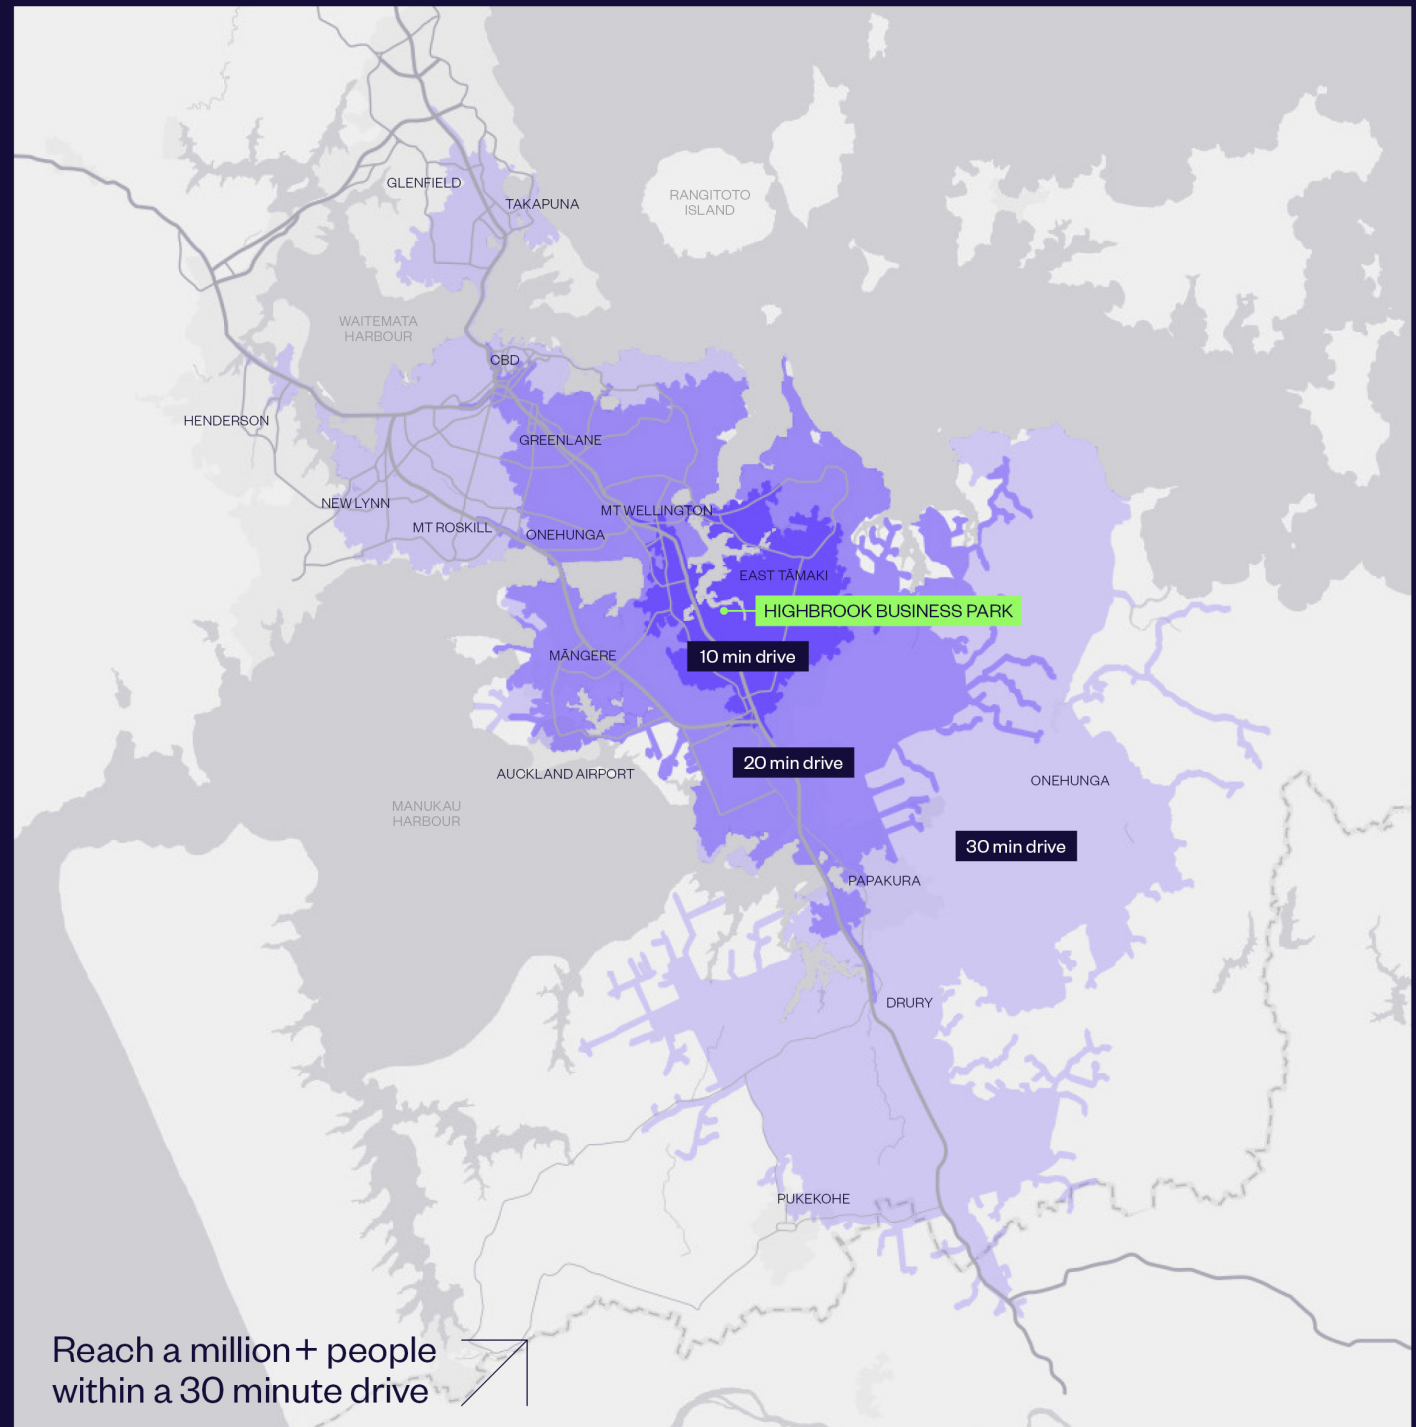 GLENFIELD
TAKAPUNA
RANGITOTO
ISLAND
WAITEMATA
HARBOUR
CBD
HENDERSON
GREENLANE
NEW LYNN
MT WELLINGTON
MT ROSKILL
ONEHUNGA
EAST TĀMAKI
HIGHBROOK BUSINESS PARK
MĀNGERE
10 min drive
20 min drive
AUCKLAND AIRPORT
ONEHUNGA
MANUKAU
HARBOUR
30 min drive
PAPAKURA
DRURY
PUKEKOHE
Reach a million+ people
within a 30 minute drive